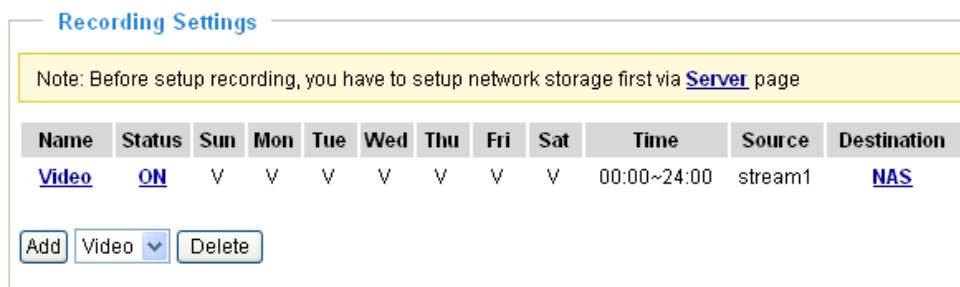 Recording Settings
Note: Before setup recording, you have to setup network storage first via Server page
Name Status Sun Mon Tue Wed Thu Fri Sat Time Source Destination
Video ON V V V V V V V 00:00~24:00 stream1 NAS
Add Video Delete